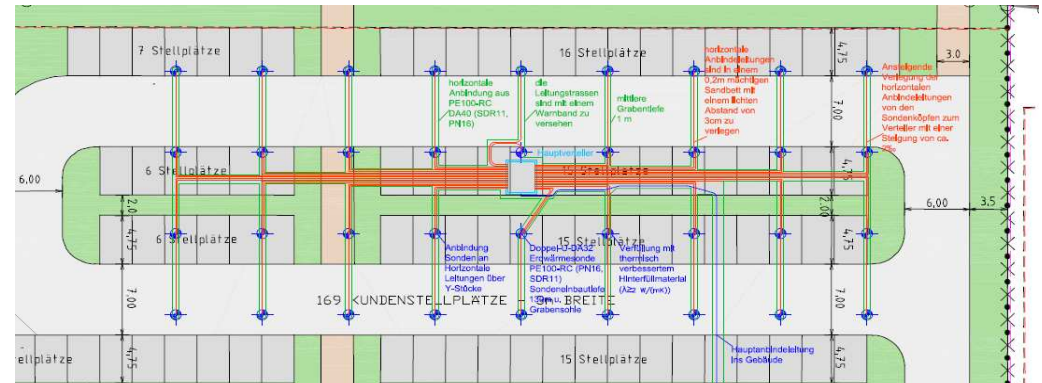 7 Stellplätze
16 Stellplätze
4,75
3.0
horizontale
Anbindung aus
PE100-RC
DA40 (SDR11,
PN16)
die
Leitungstrassen
sind mit einem
Warnband zu
versehen
mittlere
Grabentiefe
1 m
horizontale
Anbindeleitungen
sind in einem
0,2m mächtigen
Sandbett mit
einem lichten
Abstand von
3cm zu
verlegen
7.00
Ansteigende
Verlegung der
horizontalen
Anbindeleitungen
von den
Sondenköpfen zum
Verteiler mit einer
Steigung von ca.
Hauptverteiler
6,00
6 Stellplätze
4,75
2.00
6,00
3.5
4,75
6 Stellplätze
15 Stellplätze
4,75
Anbindung
Sonden an
Horizontale
Leitungen über
Y-Stücke
Doppel-U-DA32
Erdwärmesonde
PE100-RC (PN16,
SDR11)
Sondeneinbautiefe
Grabensohle
Verfüllung mit
thermisch
verbessertem
Hinterfüllmaterial
7.00
169 KUNDENSTELLPLÄTZE - BREITE
7.00
Hauptanbindeleitung
ins Gebäude
4,75
ellplätze
15 Stellplätze
4,75